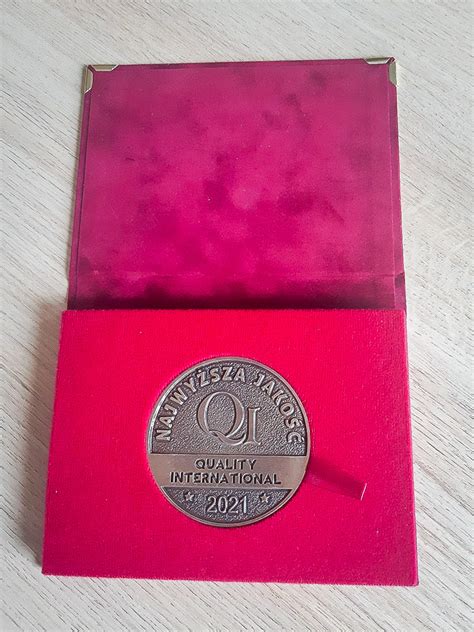 NAJWYŻSZA JAKOŚĆ
QI
QUALITY
INTERNATIONAL
2021